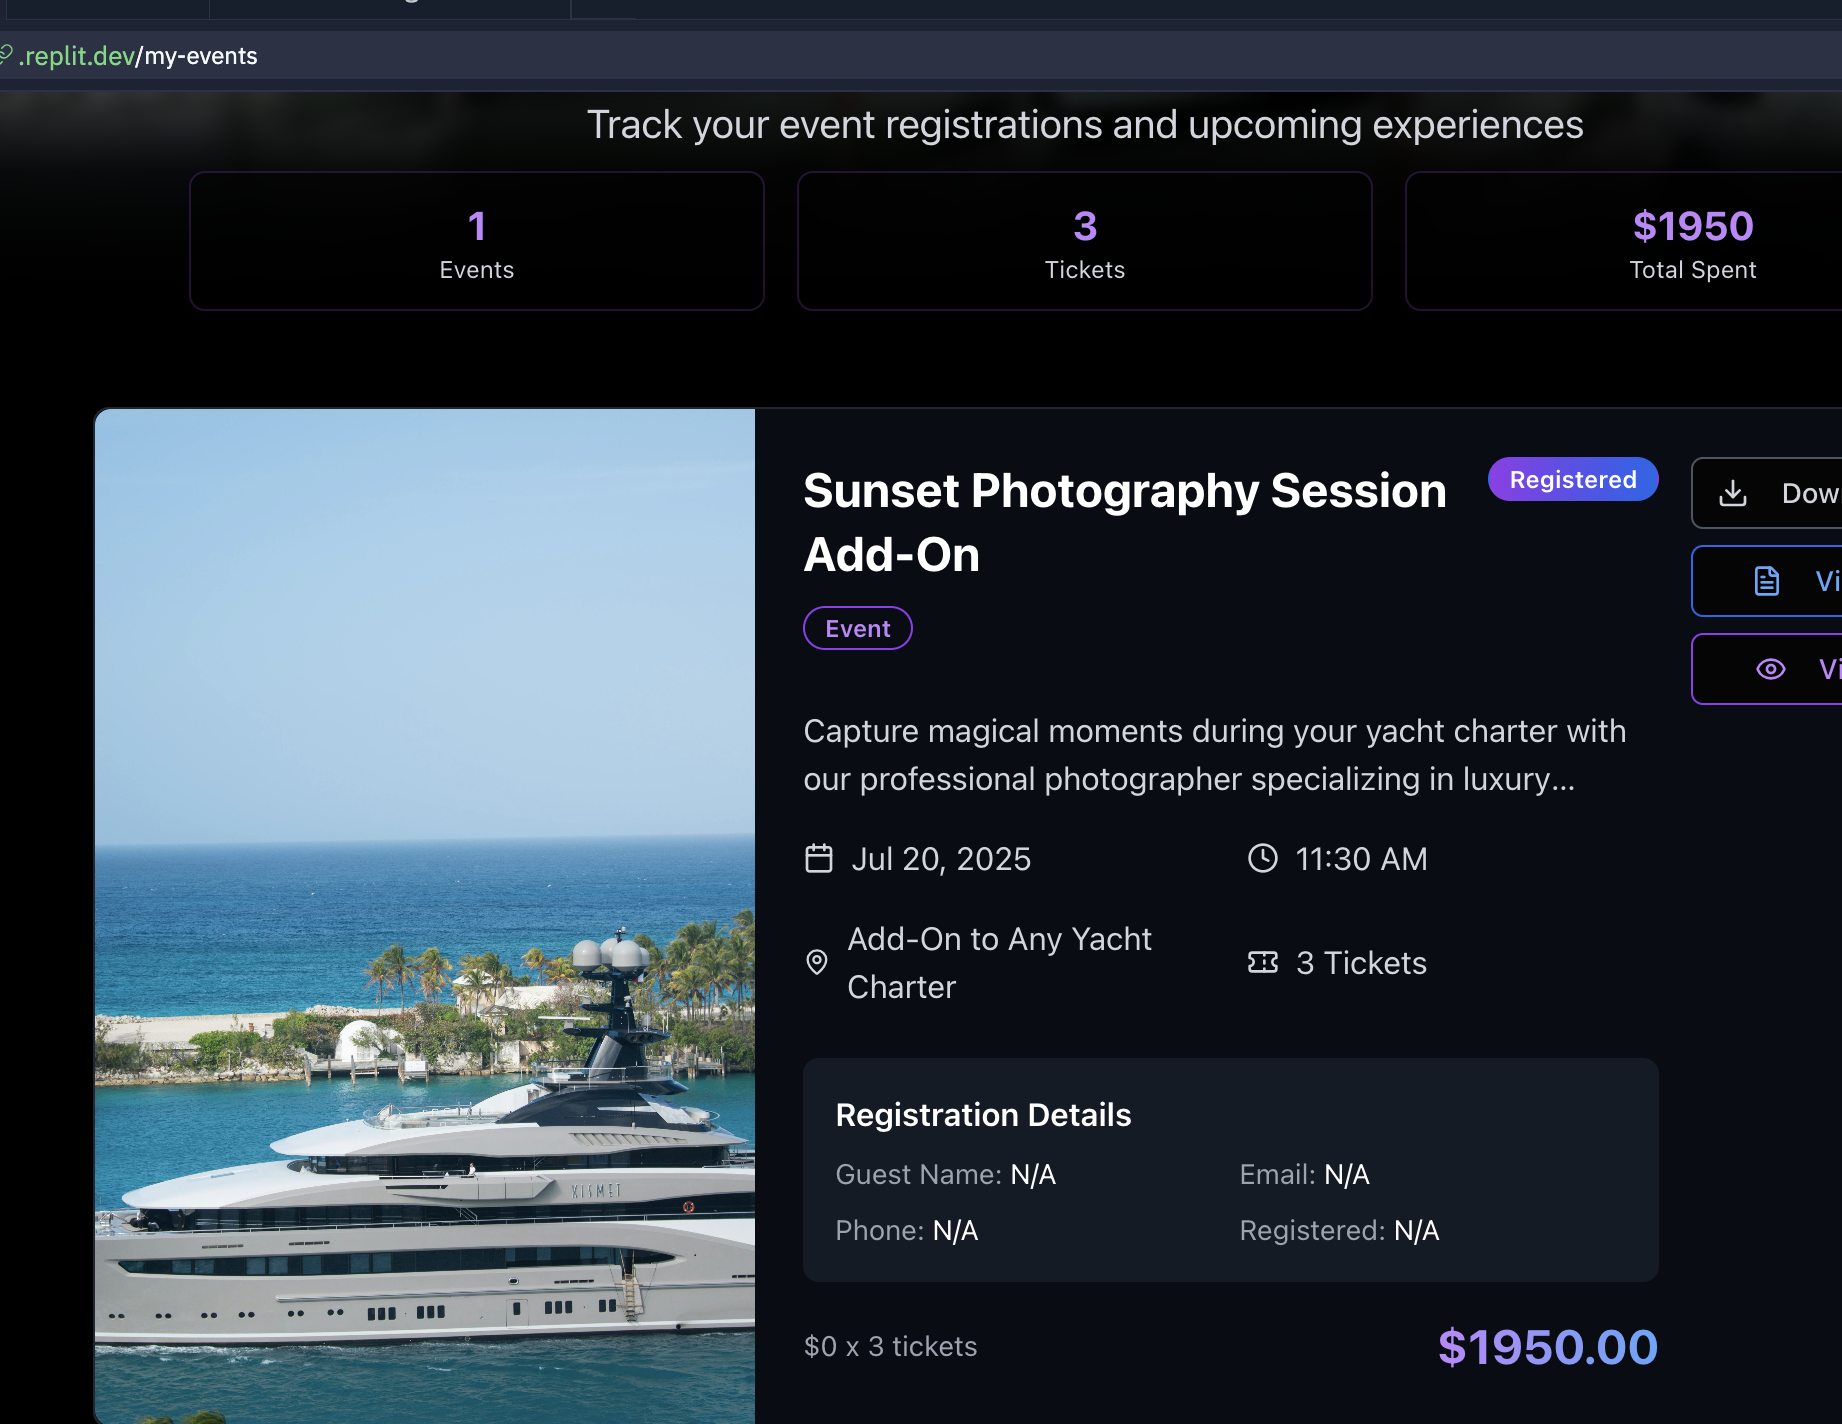 .replit.dev/my-events
Track your event registrations and upcoming experiences
1
Events
3
Tickets
$1950
Total Spent
Sunset Photography Session
Add-On
Registered
Event
Dow
Vi
Vi
Capture magical moments during your yacht charter with
our professional photographer specializing in luxury...
Jul 20, 2025
11:30 AM
Add-On to Any Yacht
Charter
3 Tickets
Registration Details
Guest Name: N/A
Email: N/A
Phone: N/A
Registered: N/A
$0 x 3 tickets
$1950.00
KISMET